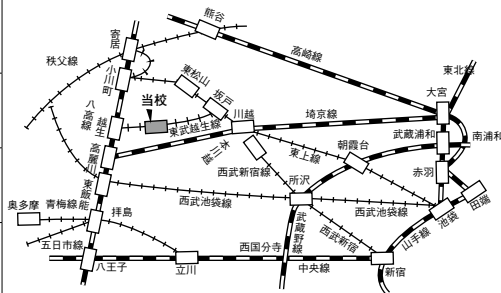 熊谷
寄居
高崎線
秩父線
東北線
小川町
東松山
大宮
坂戸
当校
川越
埼京線
八高線
越生
東武越生線
武蔵浦和
南浦和
本川越
東上線
朝霞台
高麗川
西武新宿線
赤羽
所沢
東飯能
西武池袋線
西武池袋線
池袋
田端
奥多摩
青梅線
拝島
武蔵野線
西武新宿
山手線
五日市線
西国分寺
八王子
立川
中央線
新宿